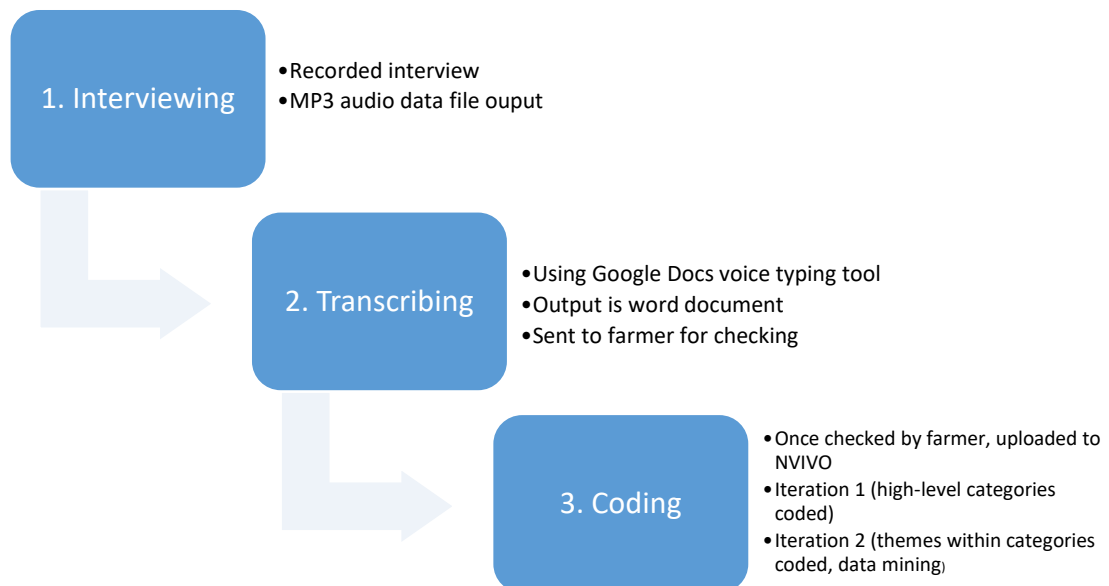 1. Interviewing
•Recorded interview
•MP3 audio data file ouput
2. Transcribing
•Using Google Docs voice typing tool
•Output is word document
•Sent to farmer for checking
3. Coding
•Once checked by farmer, uploaded to
NVIVO
•Iteration 1 (high-level categories
coded)
•Iteration 2 (themes within categories
coded, data mining)